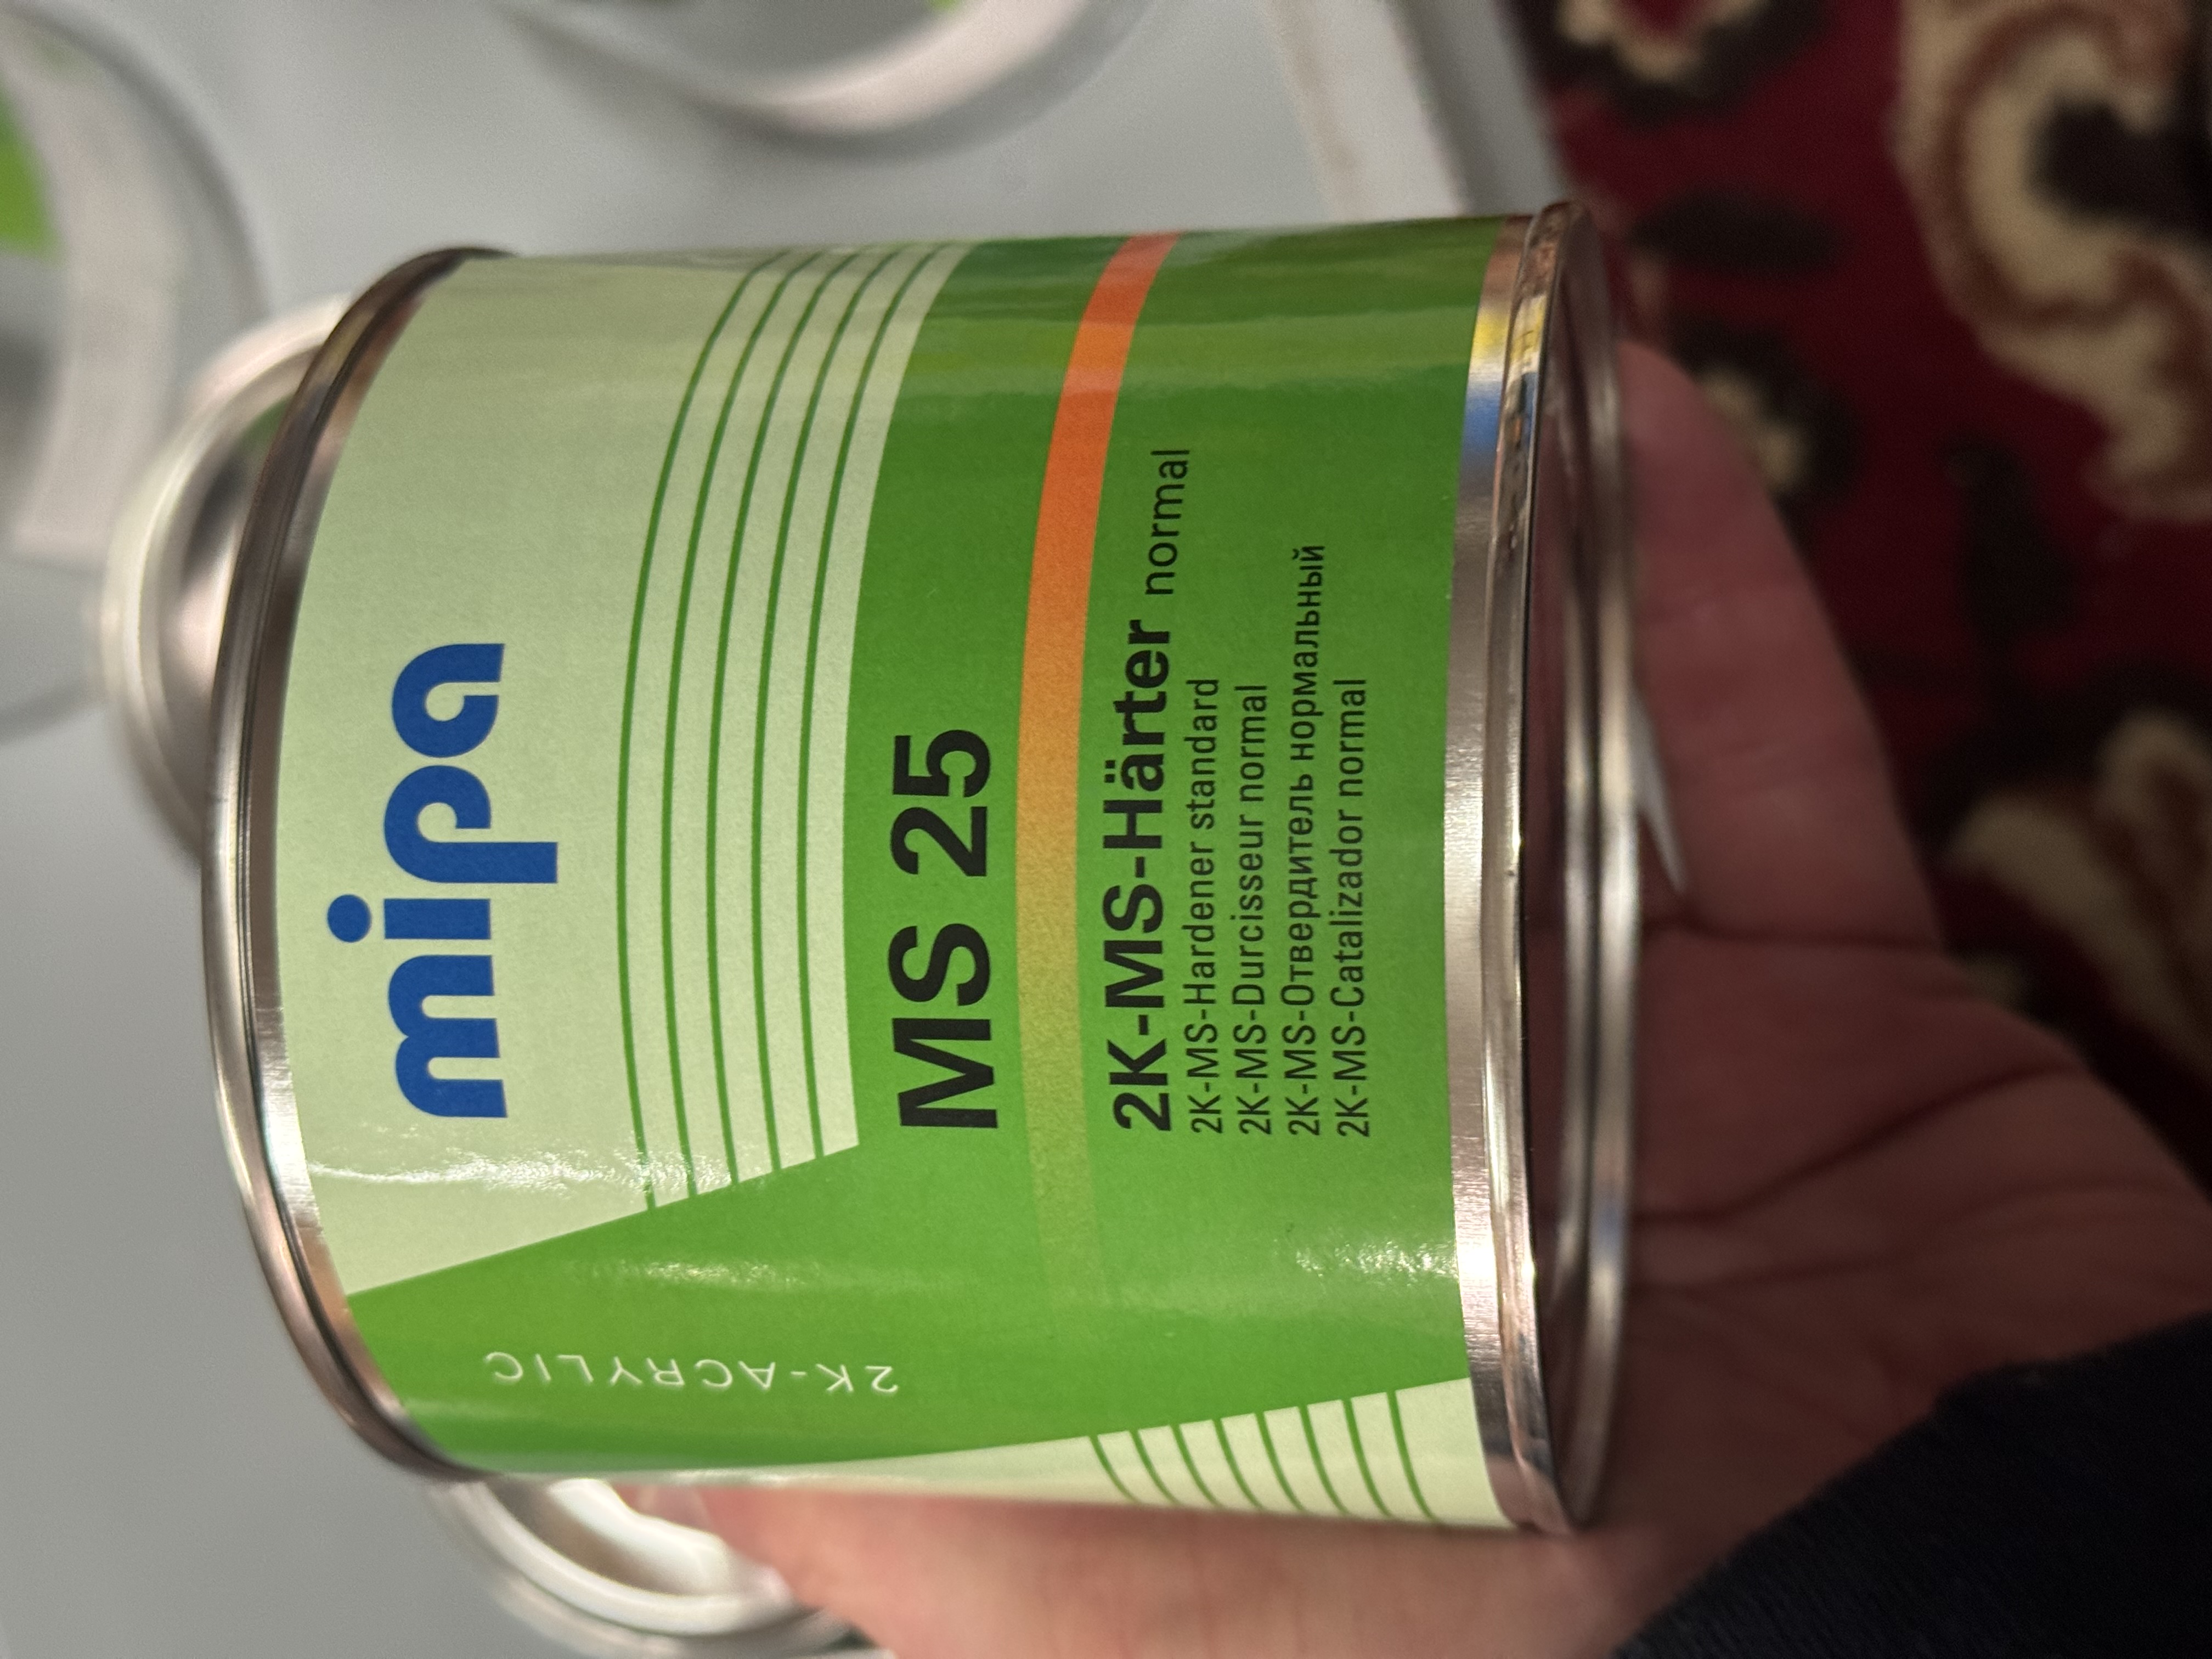 mipa
MS 25
2K-MS-Härter normal
2K-MS-Hardener standard
2K-MS-Durcisseur normal
2K-MS-Отвердитель нормальный
2K-MS-Catalizador normal
2K-ACRYLIC